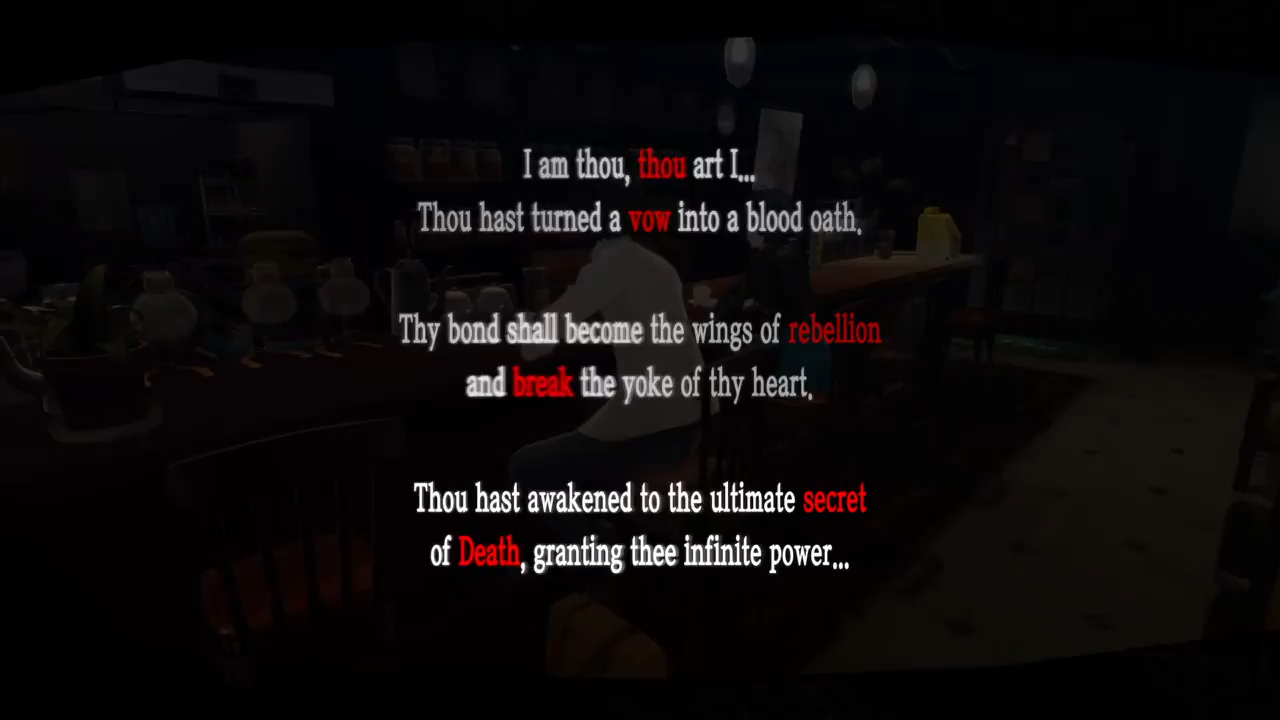 I am thou, thou art I...
Thou hast turned a vow into a blood oath.
Thy bond shall become the wings of rebellion
and break the yoke of thy heart.
Thou hast awakened to the ultimate secret
of Death, granting thee infinite power...